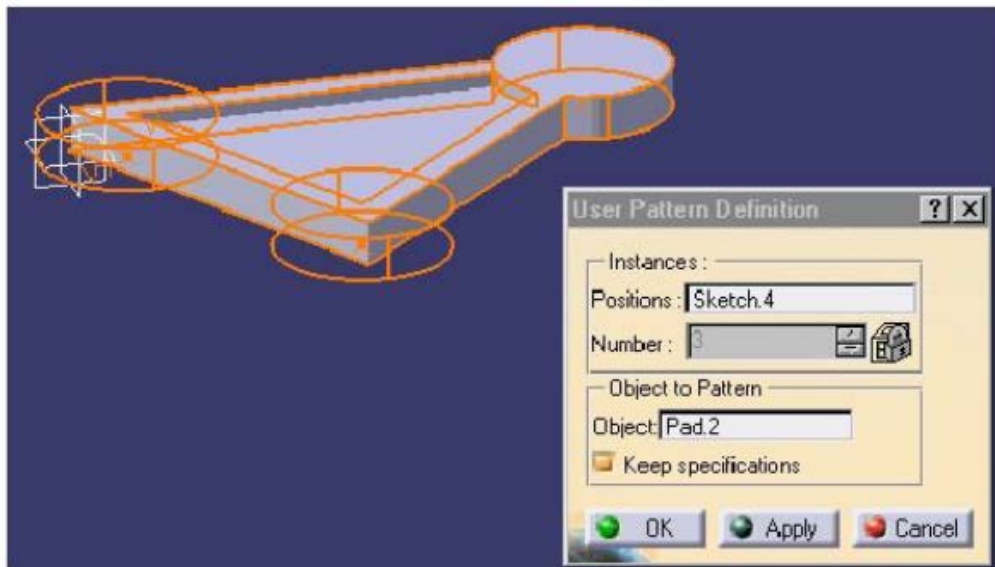 User Pattern Definition
Instances :
Positions : Sketch.4
Number : 3
Object to Pattern
Object: Pad.2
Keep specifications
OK Apply Cancel